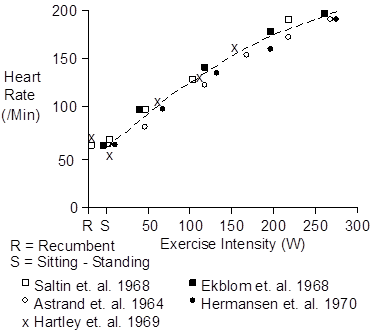 200
150
Heart
Rate
(/Min)
100
50
0
R S 50 100 150 200 250 300
R = Recumbent Exercise Intensity (W)
S = Sitting - Standing
Saltin et. al. 1968 Ekblom et. al. 1968
Astrand et. al. 1964 Hermansen et. al. 1970
x Hartley et. al. 1969